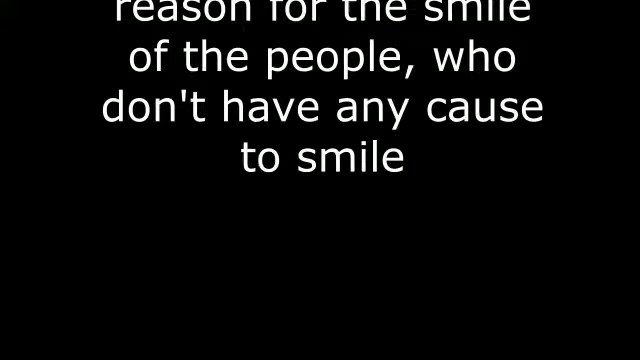 reason for the smile
of the people, who
don't have any cause
to smile